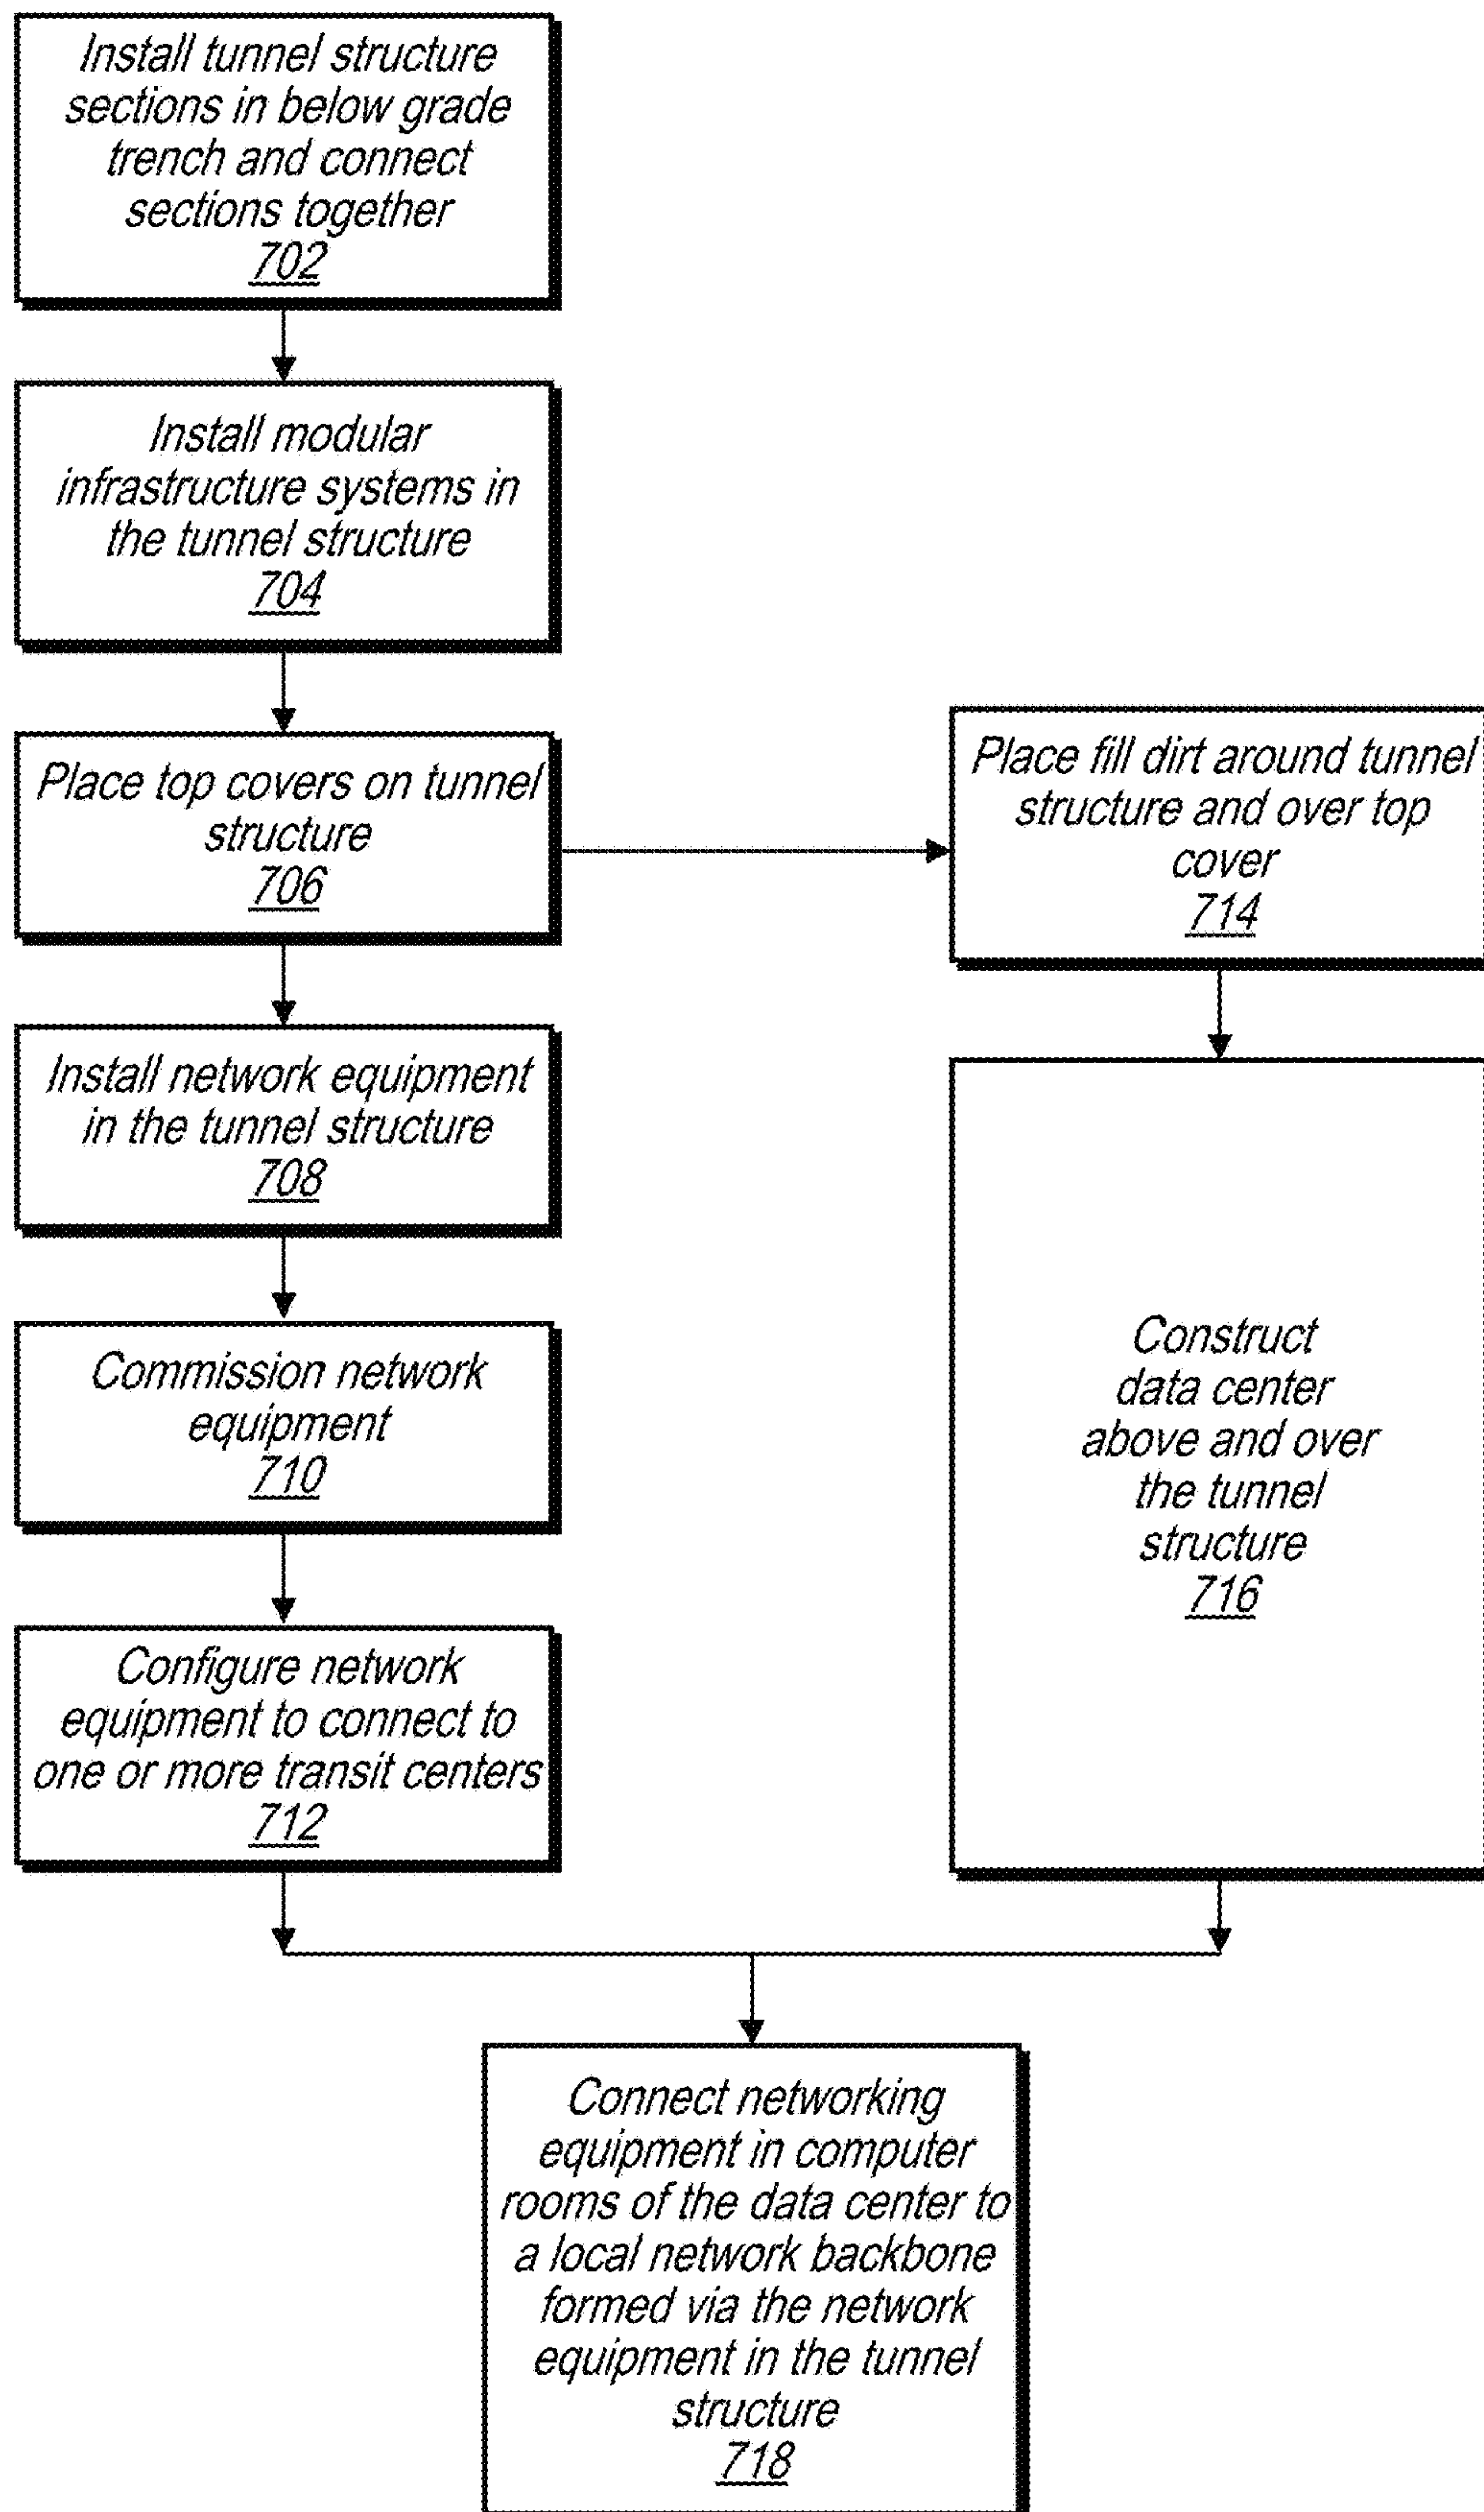 Install tunnel structure
sections in below grade
trench and connect
sections together
702
Install modular
infrastructure systems in
the tunnel structure
704
Place top covers on tunnel
structure
706
Install network equipment
in the tunnel structure
708
Commission network
equipment
710
Configure network
equipment to connect to
one or more transit centers
712
Place fill dirt around tunnel
structure and over top
cover
714
Construct
data center
above and over
the tunnel
structure
716
Connect networking
equipment in computer
rooms of the data center to
a local network backbone
formed via the network
equipment in the tunnel
structure
718